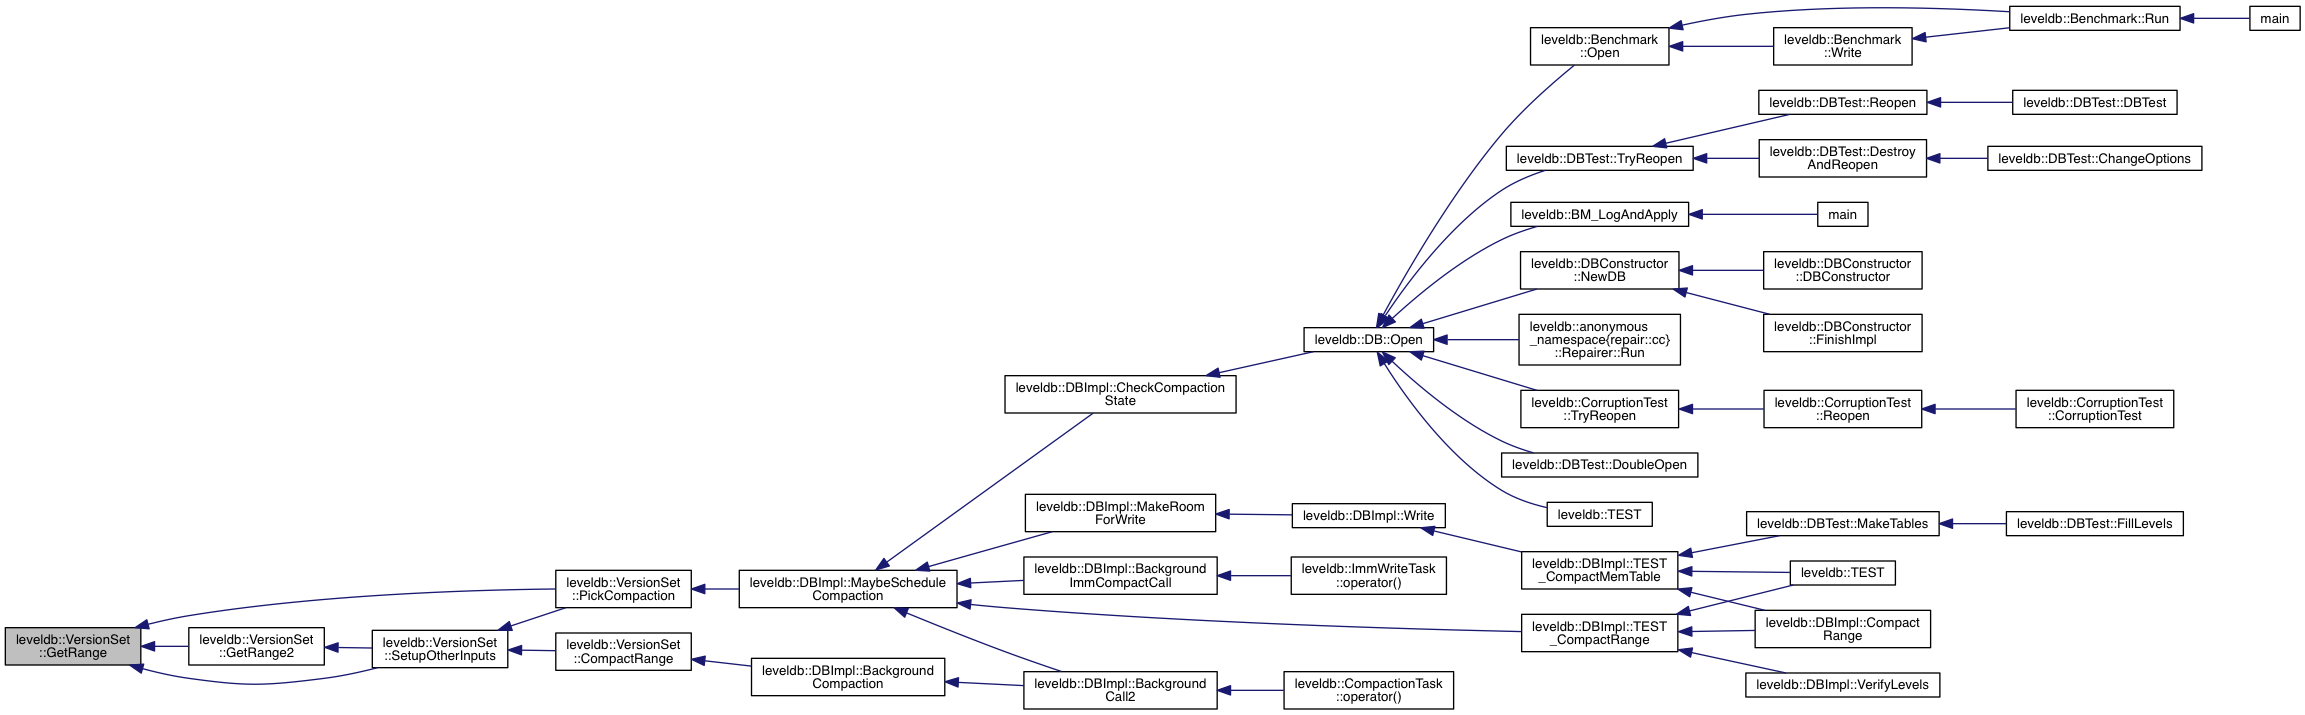 leveldb::Benchmark::Run
main
leveldb::Benchmark
::Open
leveldb::Benchmark
::Write
leveldb::DBTest::Reopen
leveldb::DBTest::DBTest
leveldb::DBTest::TryReopen
leveldb::DBTest::Destroy
AndReopen
leveldb::DBTest::ChangeOptions
leveldb::BM_LogAndApply
main
leveldb::DBConstructor
::NewDB
leveldb::DBConstructor
::DBConstructor
leveldb::DBConstructor
::FinishImpl
leveldb::DB::Open
leveldb::anonymous
_namespace{repair::cc}
::Repairer::Run
leveldb::DBImpl::CheckCompaction
State
leveldb::CorruptionTest
::TryReopen
leveldb::CorruptionTest
::Reopen
leveldb::CorruptionTest
::CorruptionTest
leveldb::DBTest::DoubleOpen
leveldb::TEST
leveldb::DBImpl::MakeRoom
ForWrite
leveldb::DBImpl::Write
leveldb::DBTest::MakeTables
leveldb::DBTest::FillLevels
leveldb::VersionSet
::PickCompaction
leveldb::DBImpl::MaybeSchedule
Compaction
leveldb::DBImpl::Background
ImmCompactCall
leveldb::ImmWriteTask
::operator()
leveldb::DBImpl::TEST
_CompactMemTable
leveldb::TEST
leveldb::VersionSet
::GetRange
leveldb::VersionSet
::GetRange2
leveldb::VersionSet
::SetupOtherInputs
leveldb::VersionSet
::CompactRange
leveldb::DBImpl::TEST
_CompactRange
leveldb::DBImpl::Compact
Range
leveldb::DBImpl::Background
Compaction
leveldb::DBImpl::Background
Call2
leveldb::CompactionTask
::operator()
leveldb::DBImpl::VerifyLevels